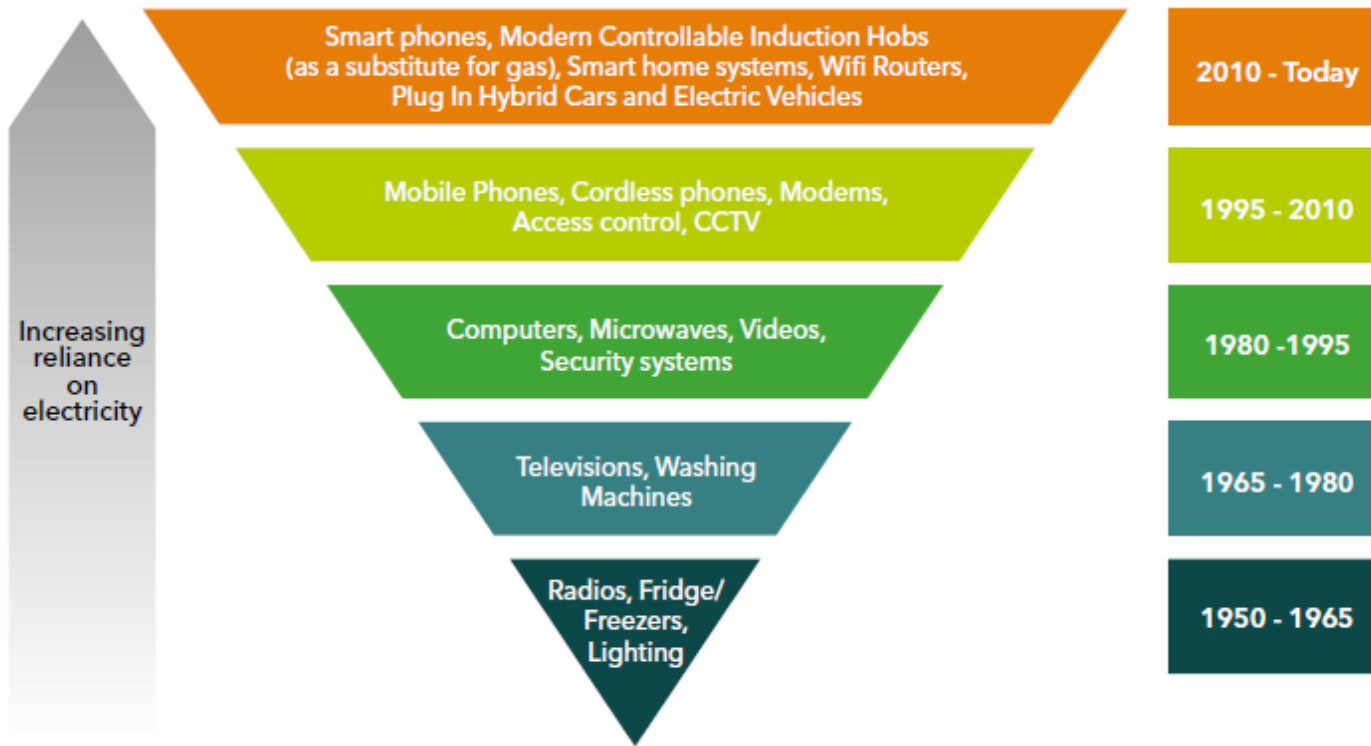 Smart phones, Modern Controllable Induction Hobs
(as a substitute for gas), Smart home systems, Wifi Routers,
Plug In Hybrid Cars and Electric Vehicles
2010 - Today
Mobile Phones, Cordless phones, Modems,
Access control, CCTV
1995 - 2010
Increasing
reliance
on
electricity
Computers, Microwaves, Videos,
Security systems
1980 -1995
Televisions, Washing
Machines
1965 - 1980
Radios, Fridge/
Freezers,
Lighting
1950 - 1965